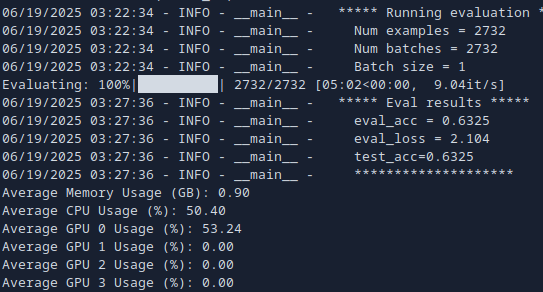 06/19/2025 03:22:34 - INFO - __main__ -   ***** Running evaluation *
06/19/2025 03:22:34 - INFO - __main__ -     Num examples = 2732
06/19/2025 03:22:34 - INFO - __main__ -     Num batches = 2732
06/19/2025 03:22:34 - INFO - __main__ -     Batch size = 1
Evaluating: 100%|██████████| 2732/2732 [05:02<00:00,  9.04it/s]
06/19/2025 03:27:36 - INFO - __main__ -   ***** Eval results *****
06/19/2025 03:27:36 - INFO - __main__ -     eval_acc = 0.6325
06/19/2025 03:27:36 - INFO - __main__ -     eval_loss = 2.104
06/19/2025 03:27:36 - INFO - __main__ -     test_acc=0.6325
06/19/2025 03:27:36 - INFO - __main__ -     ********************
Average Memory Usage (GB): 0.90
Average CPU Usage (%): 50.40
Average GPU 0 Usage (%): 53.24
Average GPU 1 Usage (%): 0.00
Average GPU 2 Usage (%): 0.00
Average GPU 3 Usage (%): 0.00